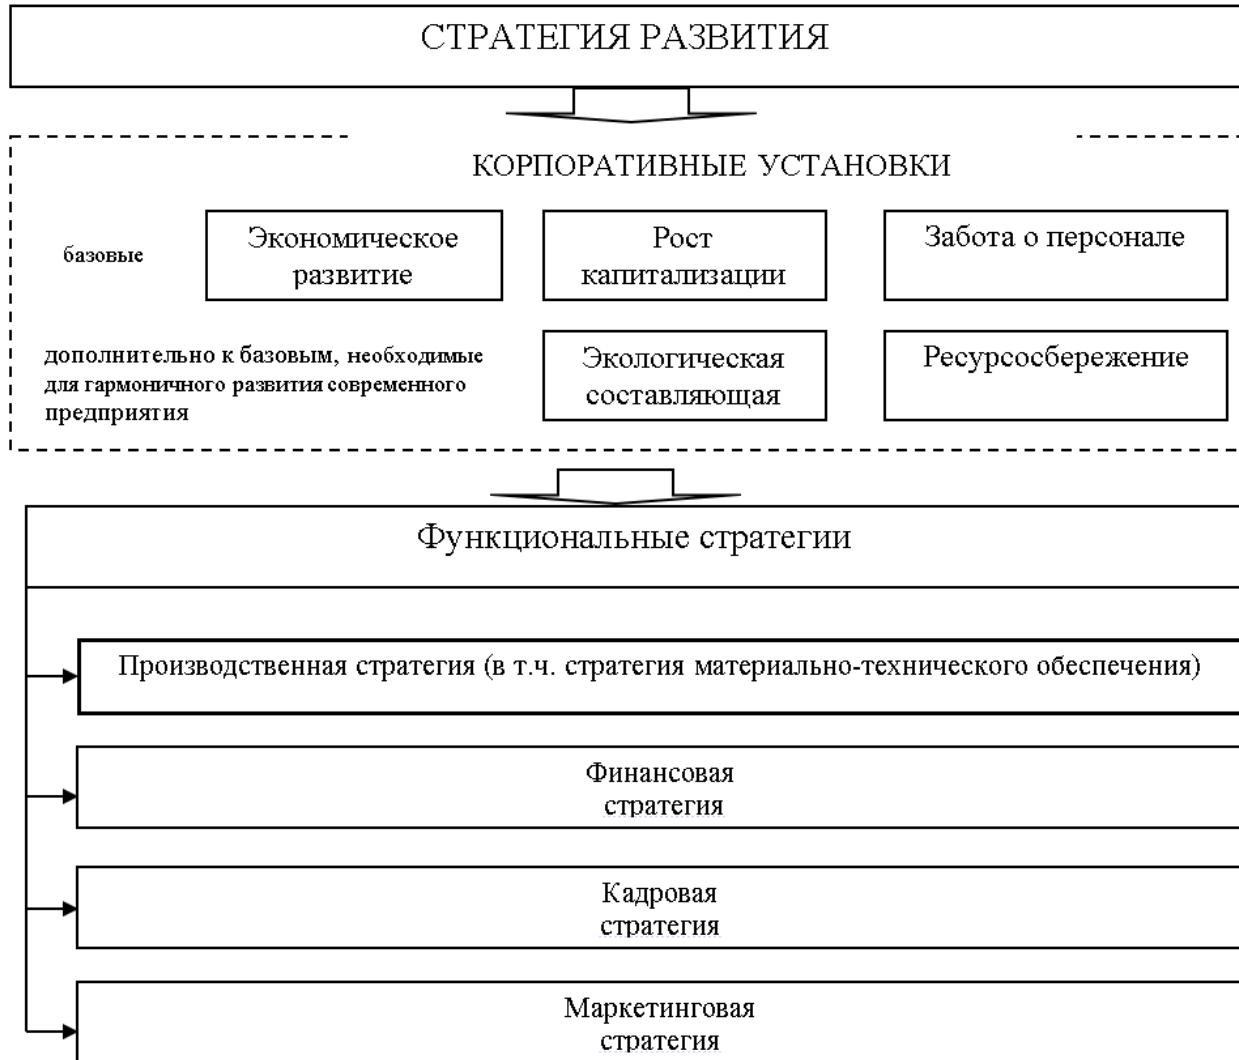 СТРАТЕГИЯ РАЗВИТИЯ
КОРПОРАТИВНЫЕ УСТАНОВКИ
базовые
Экономическое
развитие
Рост
капитализации
Забота о персонале
дополнительно к базовым, необходимые
для гармоничного развития современного
предприятия
Экологическая
составляющая
Ресурсосбережение
Функциональные стратегии
Производственная стратегия (в т.ч. стратегия материально-технического обеспечения)
Финансовая
стратегия
Кадровая
стратегия
Маркетинговая
стратегия